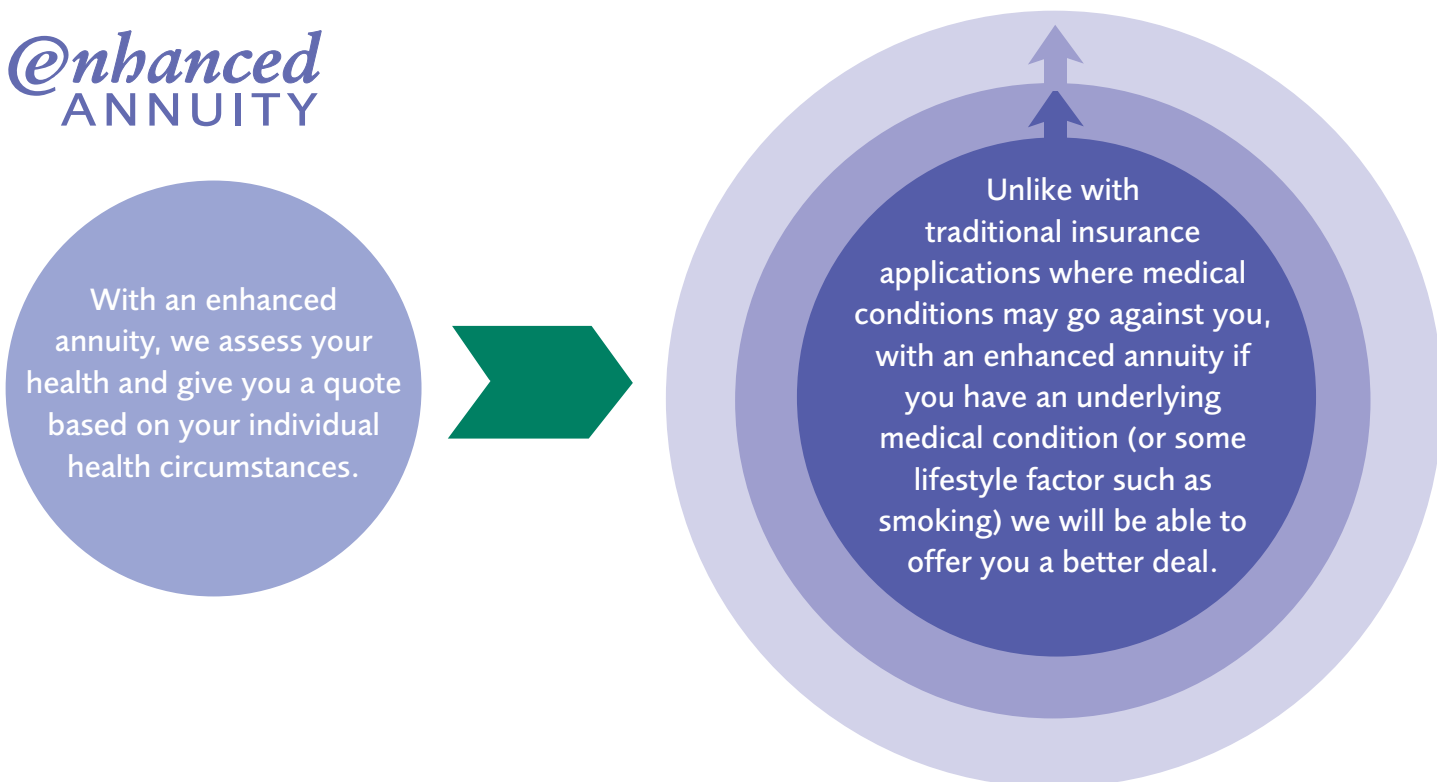 @nhanced
ANNUITY
With an enhanced
annuity, we assess your
health and give you a quote
based on your individual
health circumstances.
Unlike with
traditional insurance
applications where medical
conditions may go against you,
with an enhanced annuity if
you have an underlying
medical condition (or some
lifestyle factor such as
smoking) we will be able to
offer you a better deal.